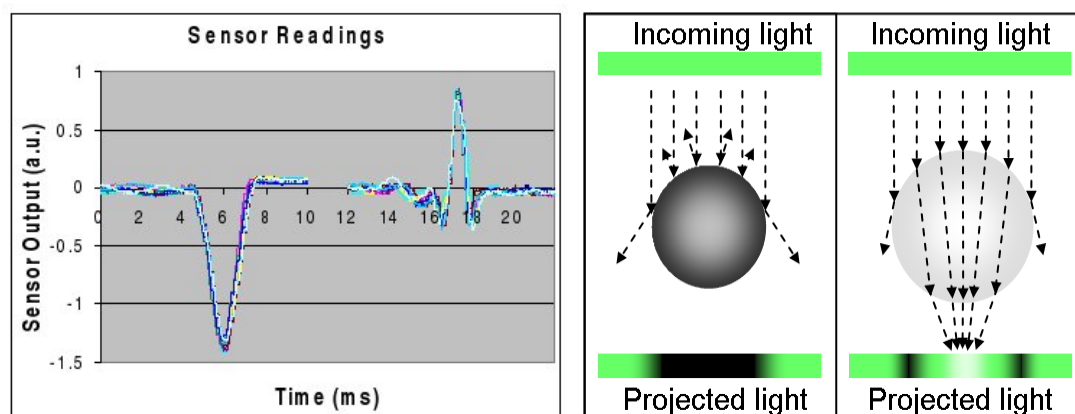 Sensor Readings
Sensor Output (a.u.)
1
0.5
0
-0.5
-1
-1.5
0 2 4 6 8 10 12 14 16 18 20
Time (ms)
Incoming light
Projected light
Incoming light
Projected light